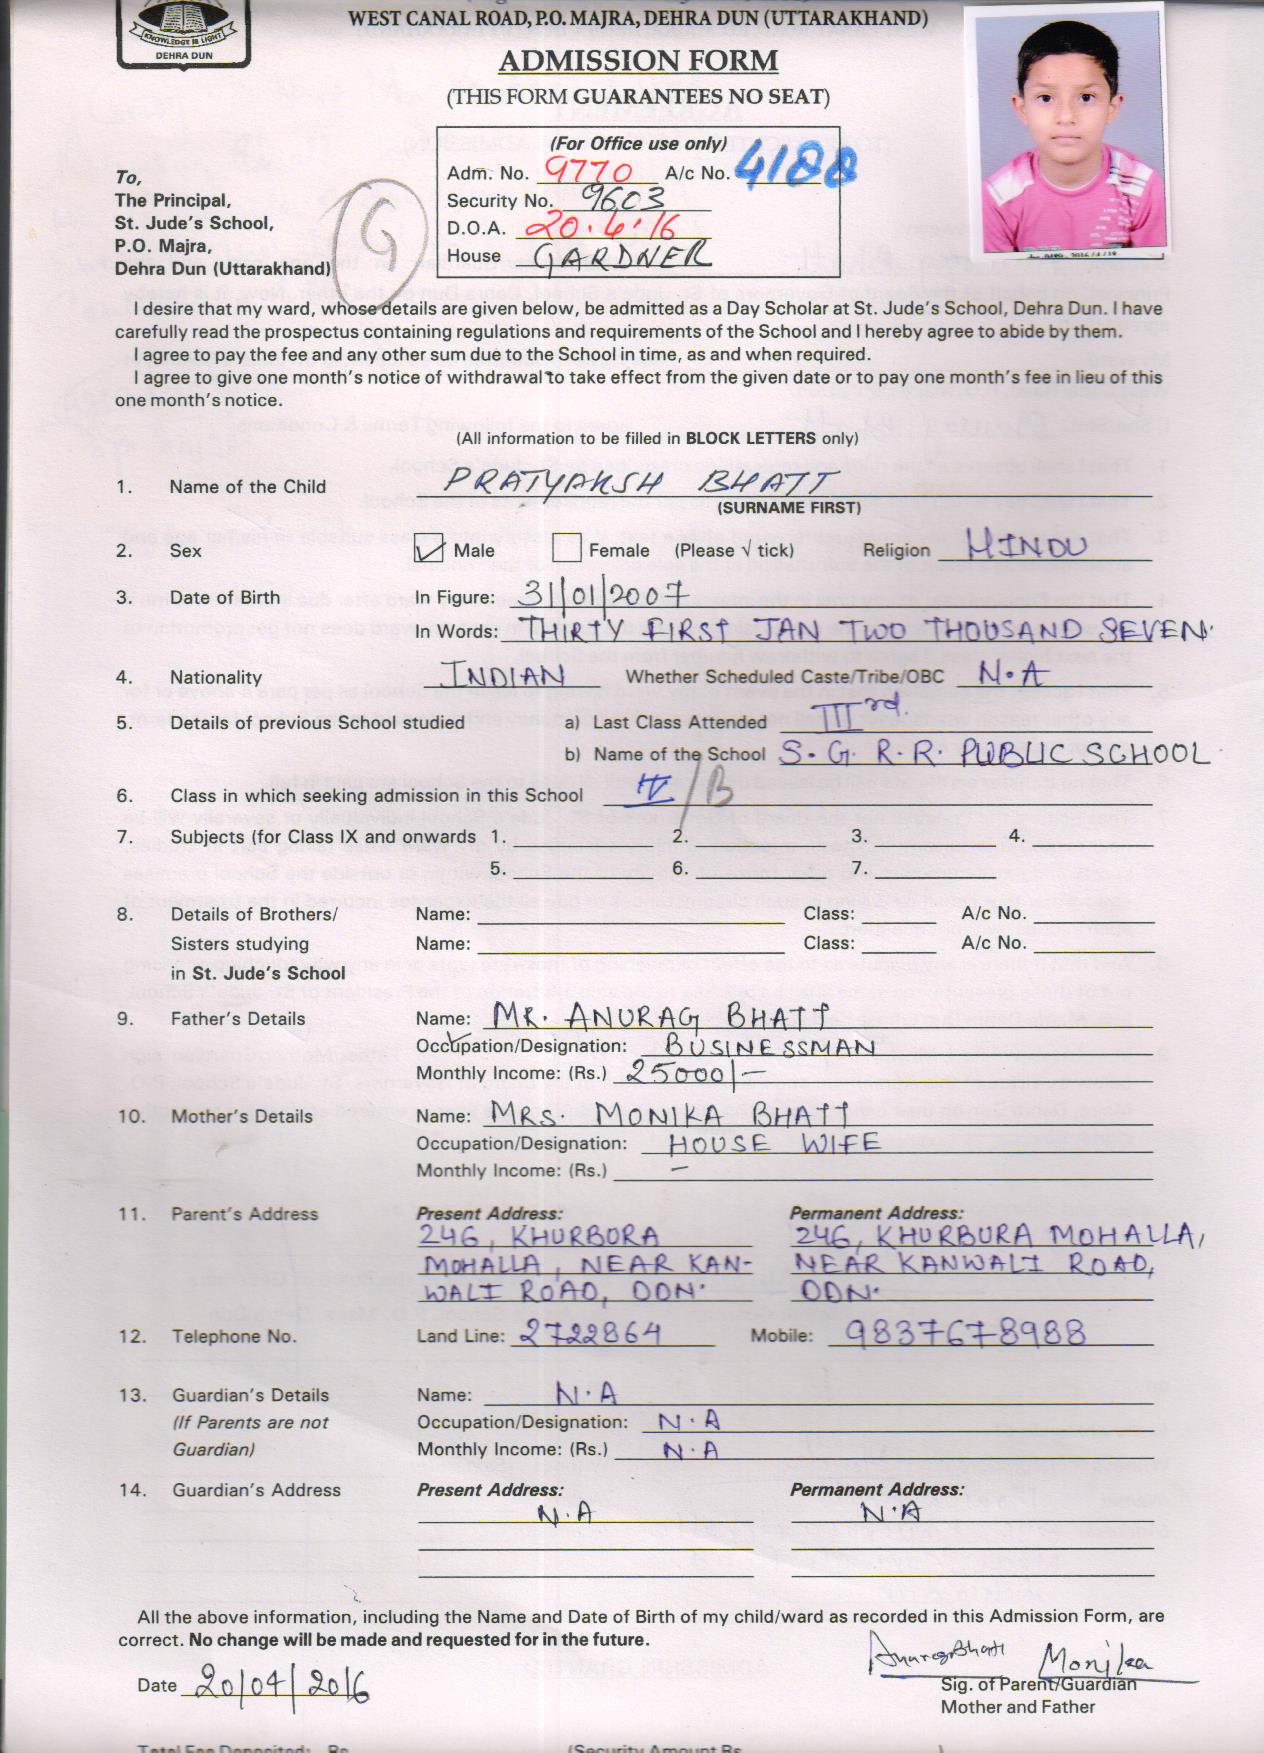 KNOWLEDGE IS LIGHT
DEHRA DUN
WEST CANAL ROAD, P.O. MAJRA, DEHRA DUN (UTTARAKHAND)
ADMISSION FORM
(THIS FORM GUARANTEES NO SEAT)
(For Office use only)
Adm. No. 9770 A/c No. 4188
Security No. 9603
D.O.A. 20.4.16
House GARDNER
To,
The Principal,
St. Jude's School,
P.O. Majra,
Dehra Dun (Uttarakhand)
G
I desire that my ward, whose details are given below, be admitted as a Day Scholar at St. Jude's School, Dehra Dun. I have
carefully read the prospectus containing regulations and requirements of the School and I hereby agree to abide by them.
I agree to pay the fee and any other sum due to the School in time, as and when required.
I agree to give one month's notice of withdrawal to take effect from the given date or to pay one month's fee in lieu of this
one month's notice.
(All information to be filled in BLOCK LETTERS only)
1. Name of the Child PRATYAKSH BHATT
(SURNAME FIRST)
2. Sex Male Female (Please √ tick) Religion HINDU
3. Date of Birth In Figure: 31/01/2007
In Words: THIRTY FIRST JAN TWO THOUSAND SEVEN.
4. Nationality INDIAN Whether Scheduled Caste/Tribe/OBC N.A
5. Details of previous School studied a) Last Class Attended IIIrd.
b) Name of the School S.G.R.R. PUBLIC SCHOOL
6. Class in which seeking admission in this School IV/B
7. Subjects (for Class IX and onwards 1. 2. 3. 4.
5. 6. 7.
8. Details of Brothers/ Name: Class: A/c No.
Sisters studying Name: Class: A/c No.
in St. Jude's School
9. Father's Details Name: MR. ANURAG BHATT
Occupation/Designation: BUSINESSMAN
Monthly Income: (Rs.) 25000/-
10. Mother's Details Name: MRS. MONIKA BHATT
Occupation/Designation: HOUSE WIFE
Monthly Income: (Rs.) -
11. Parent's Address Present Address: Permanent Address:
246, KHURBORA 246, KHURBURA MOHALLA,
MOHALLA, NEAR KAN- NEAR KANWALI ROAD,
WALI ROAD, DDN. DDN.
12. Telephone No. Land Line: 2722864 Mobile: 9837678988
13. Guardian's Details Name: N.A
(If Parents are not Occupation/Designation: N.A
Guardian) Monthly Income: (Rs.) N.A
14. Guardian's Address Present Address: Permanent Address:
N.A N.A
All the above information, including the Name and Date of Birth of my child/ward as recorded in this Admission Form, are
correct. No change will be made and requested for in the future.
Anurag Bhatt Monika
Date 20/04/2016 Sig. of Parent/Guardian
Mother and Father
Total Fee Deposited: Rs. (Security Amount Rs. )